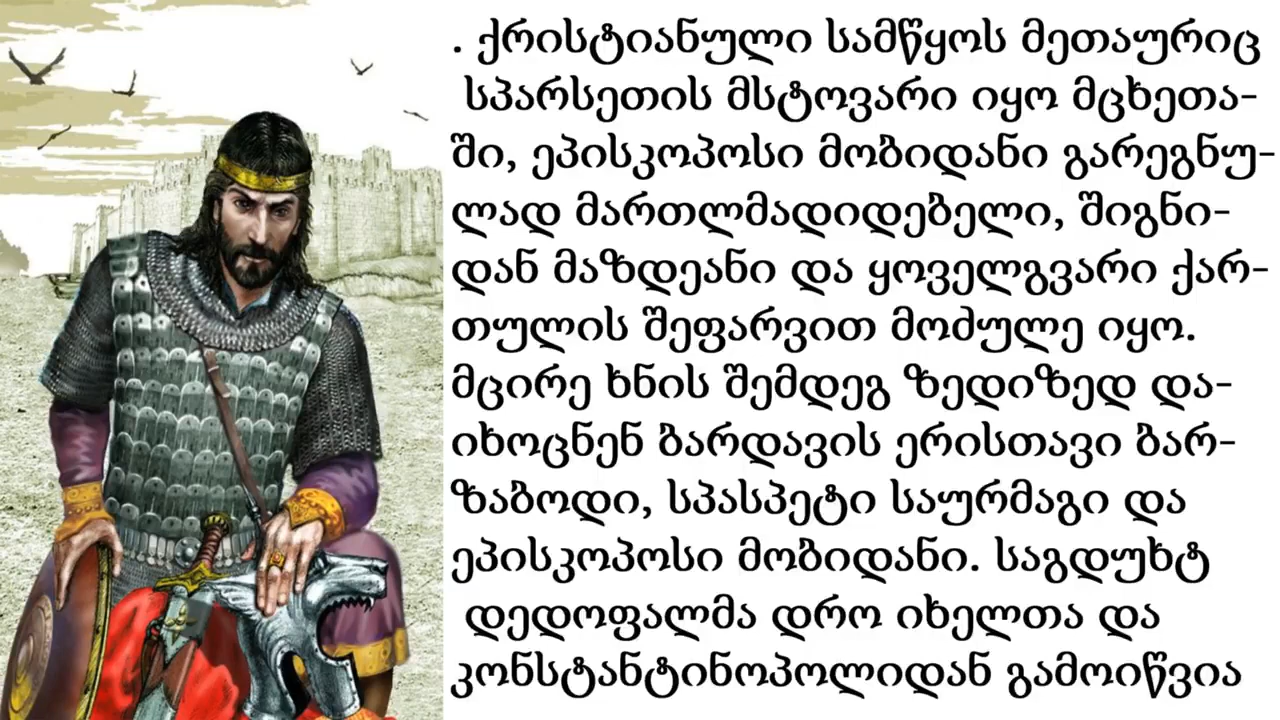 . ქრისტიანული სამწყოს მეთაურიც
სპარსეთის მსტოვარი იყო მცხეთა-
ში, ეპისკოპოსი მობიდანი გარეგნუ-
ლად მართლმადიდებელი, შიგნი-
დან მაზდეანი და ყოველგვარი ქარ-
თულის შეფარვით მოძულე იყო.
მცირე ხნის შემდეგ ზედიზედ და-
იხოცნენ ბარდავის ერისთავი ბარ-
ზაბოდი, სპასპეტი საურმაგი და
ეპისკოპოსი მობიდანი. საგდუხტ
დედოფალმა დრო იხელთა და
კონსტანტინოპოლიდან გამოიწვია